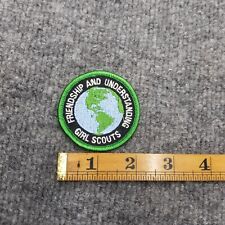 FRIENDSHIP AND UNDERSTANDING
GIRL SCOUTS
1 2 3 4